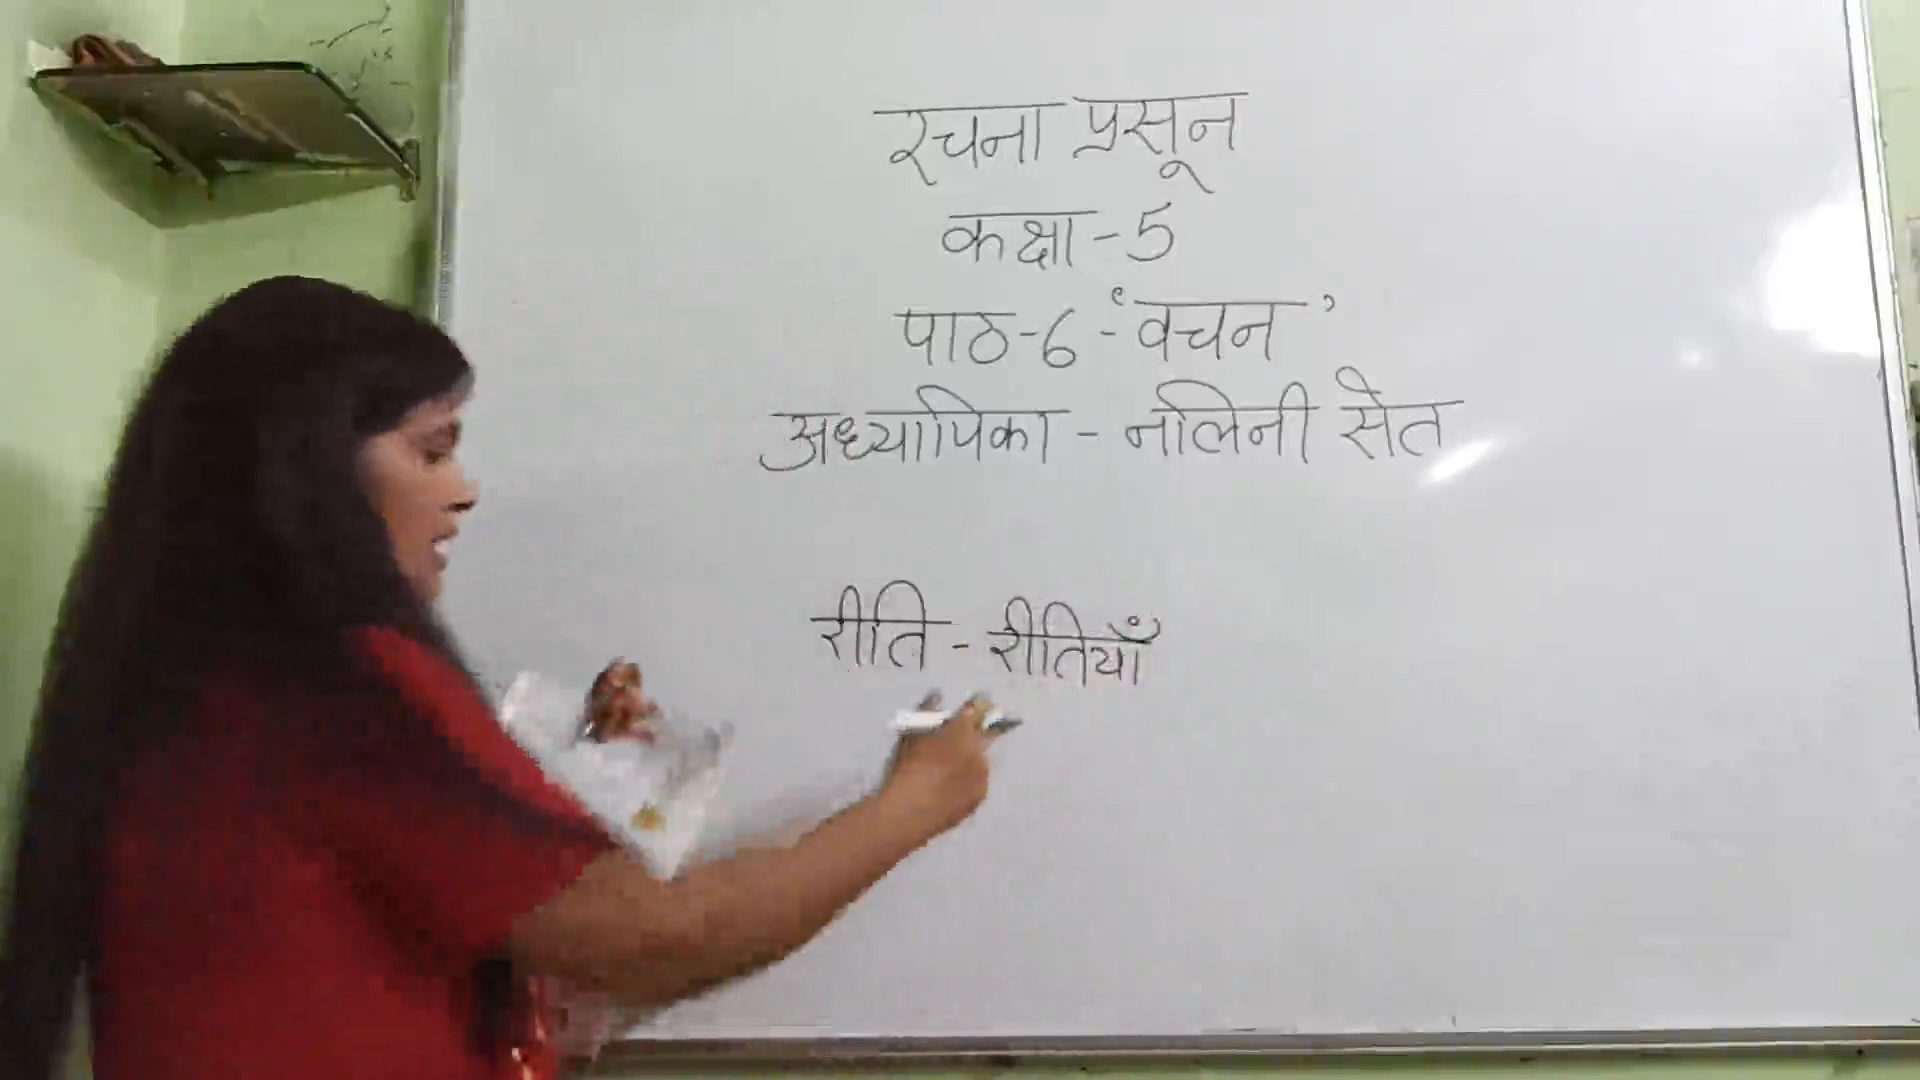 रचना प्रसून
कक्षा-5
पाठ-6-'वचन'
अध्यापिका - नलिनी सेत
रीति - रीतियाँ